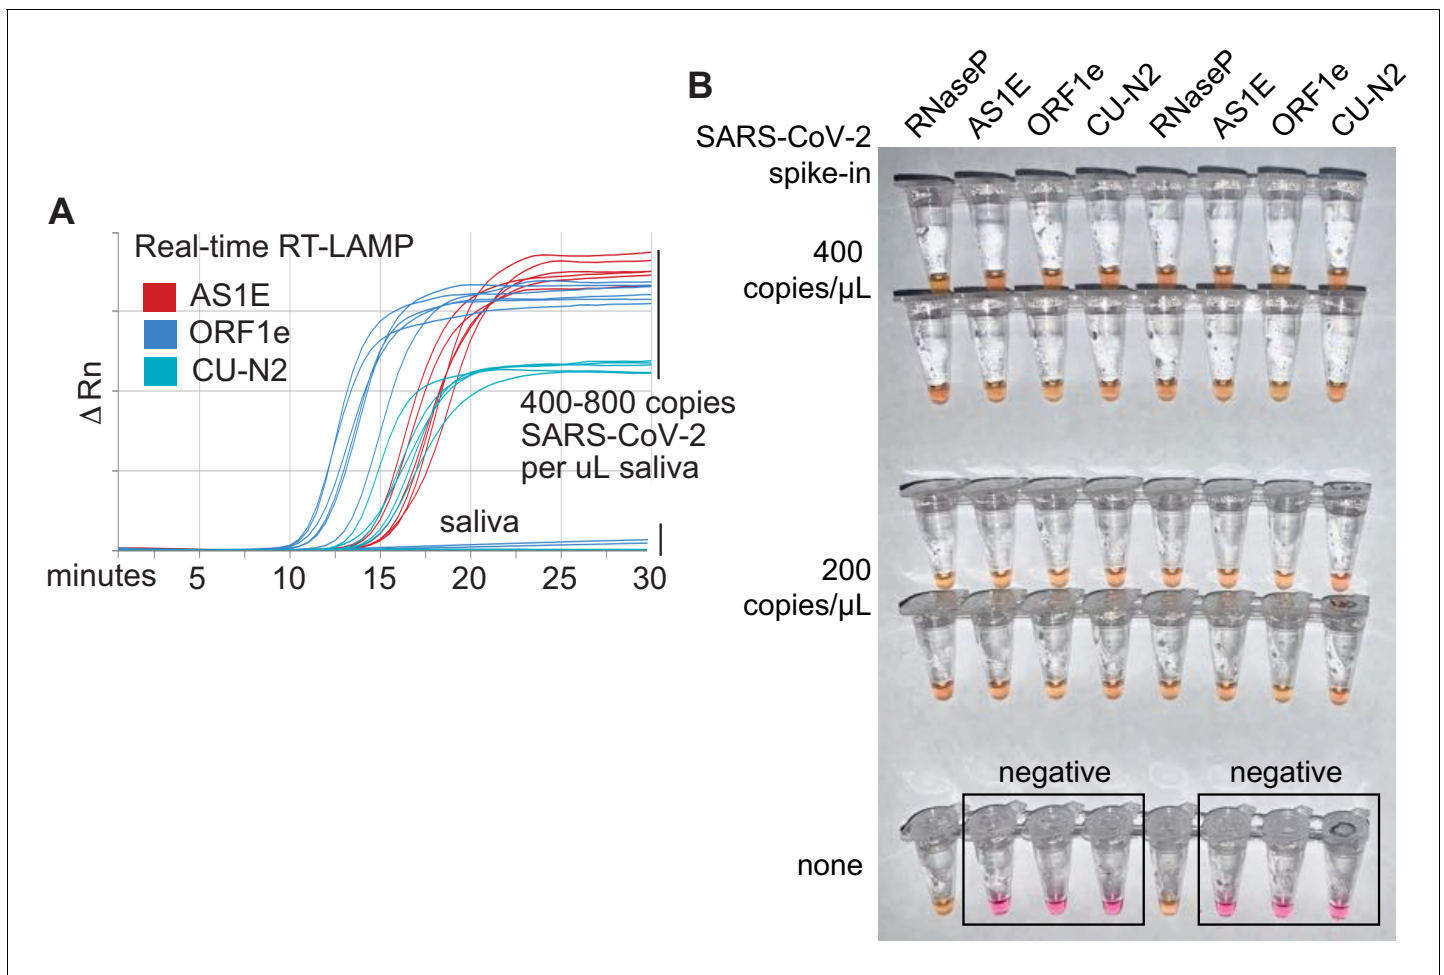 A
Real-time RT-LAMP
AS1E
ORF1e
CU-N2
Δ Rn
400-800 copies
SARS-CoV-2
per uL saliva
saliva
minutes 5 10 15 20 25 30
B
RNaseP AS1E ORF1e CU-N2 RNaseP AS1E ORF1e CU-N2
SARS-CoV-2
spike-in
400
copies/µL
200
copies/µL
negative negative
none